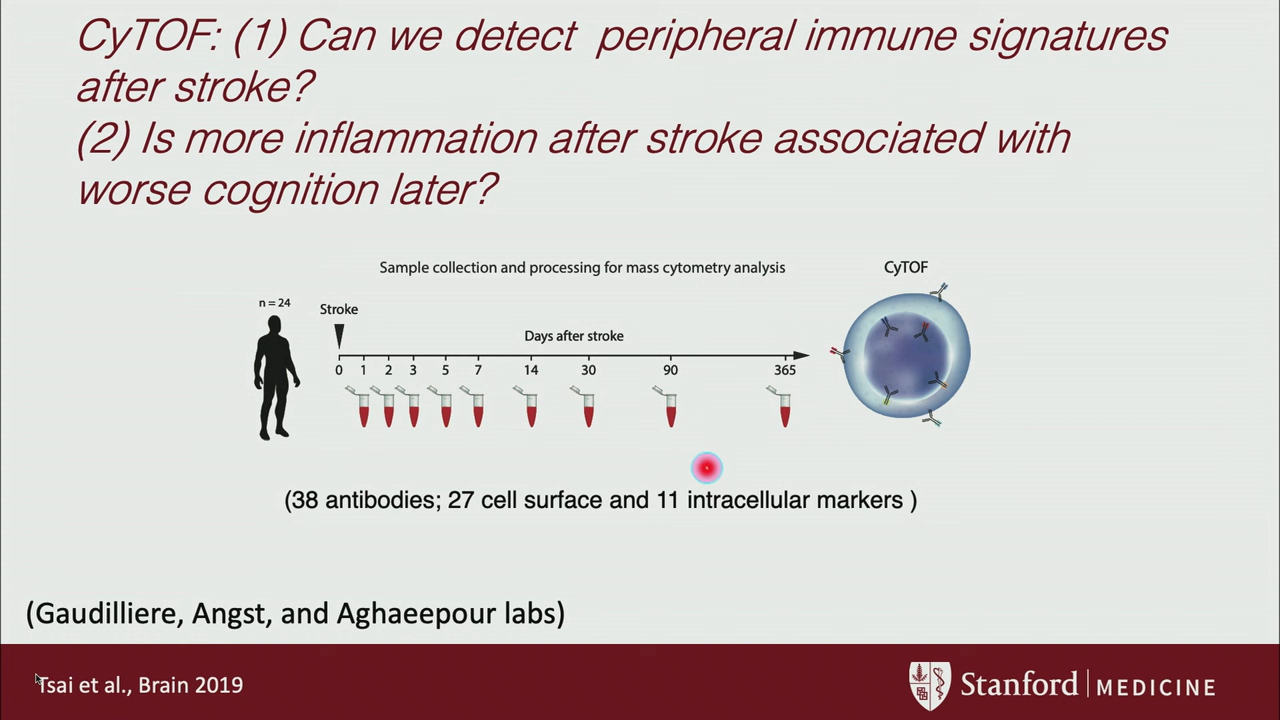 CyTOF: (1) Can we detect peripheral immune signatures
after stroke?
(2) Is more inflammation after stroke associated with
worse cognition later?
Sample collection and processing for mass cytometry analysis
CyTOF
n = 24
Stroke
Days after stroke
0 1 2 3 5 7 14 30 90 365
(38 antibodies; 27 cell surface and 11 intracellular markers )
(Gaudilliere, Angst, and Aghaeepour labs)
Tsai et al., Brain 2019
Stanford MEDICINE